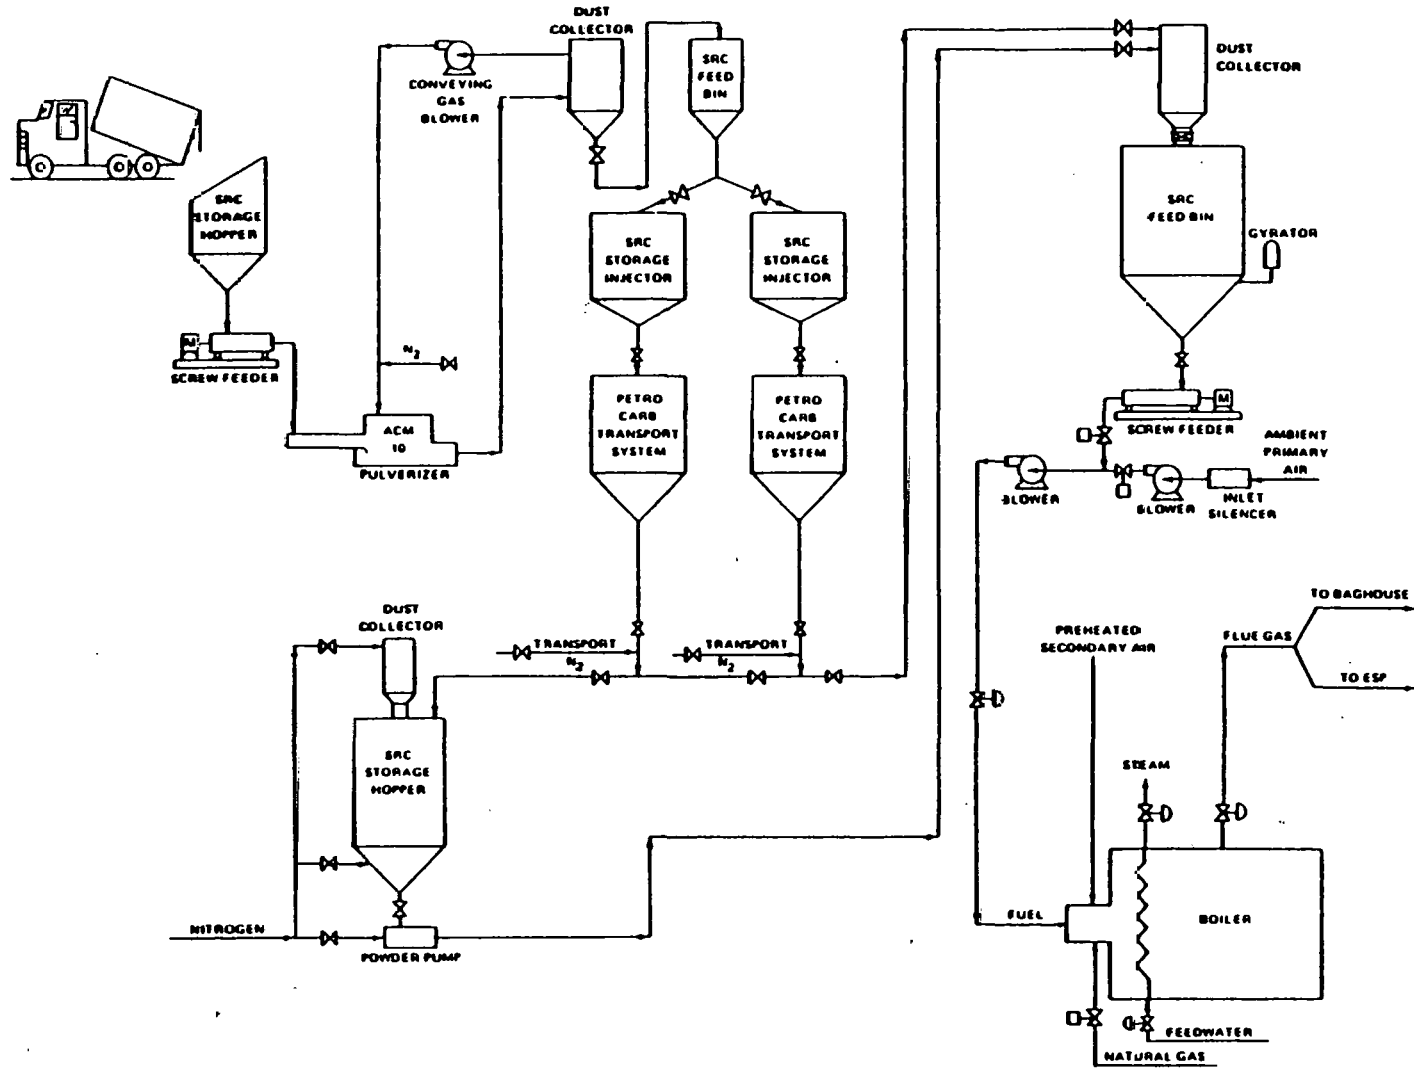 DUST
COLLECTOR
CONVEYING
GAS
BLOWER
SRC
FEED
BIN
DUST
COLLECTOR
SRC
STORAGE
HOPPER
SRC
FEED BIN
GYRATOR
SRC
STORAGE
INJECTOR
SRC
STORAGE
INJECTOR
M
SCREW FEEDER
N2
ACM
10
PULVERIZER
PETRO
CARB
TRANSPORT
SYSTEM
PETRO
CARB
TRANSPORT
SYSTEM
M
SCREW FEEDER
AMBIENT
PRIMARY
AIR
BLOWER
BLOWER
INLET
SILENCER
DUST
COLLECTOR
TRANSPORT
N2
TRANSPORT
N2
PREHEATED
SECONDARY AIR
FLUE GAS
TO BAGHOUSE
TO ESP
SRC
STORAGE
HOPPER
STEAM
NITROGEN
POWDER PUMP
FUEL
BOILER
FEEDWATER
NATURAL GAS